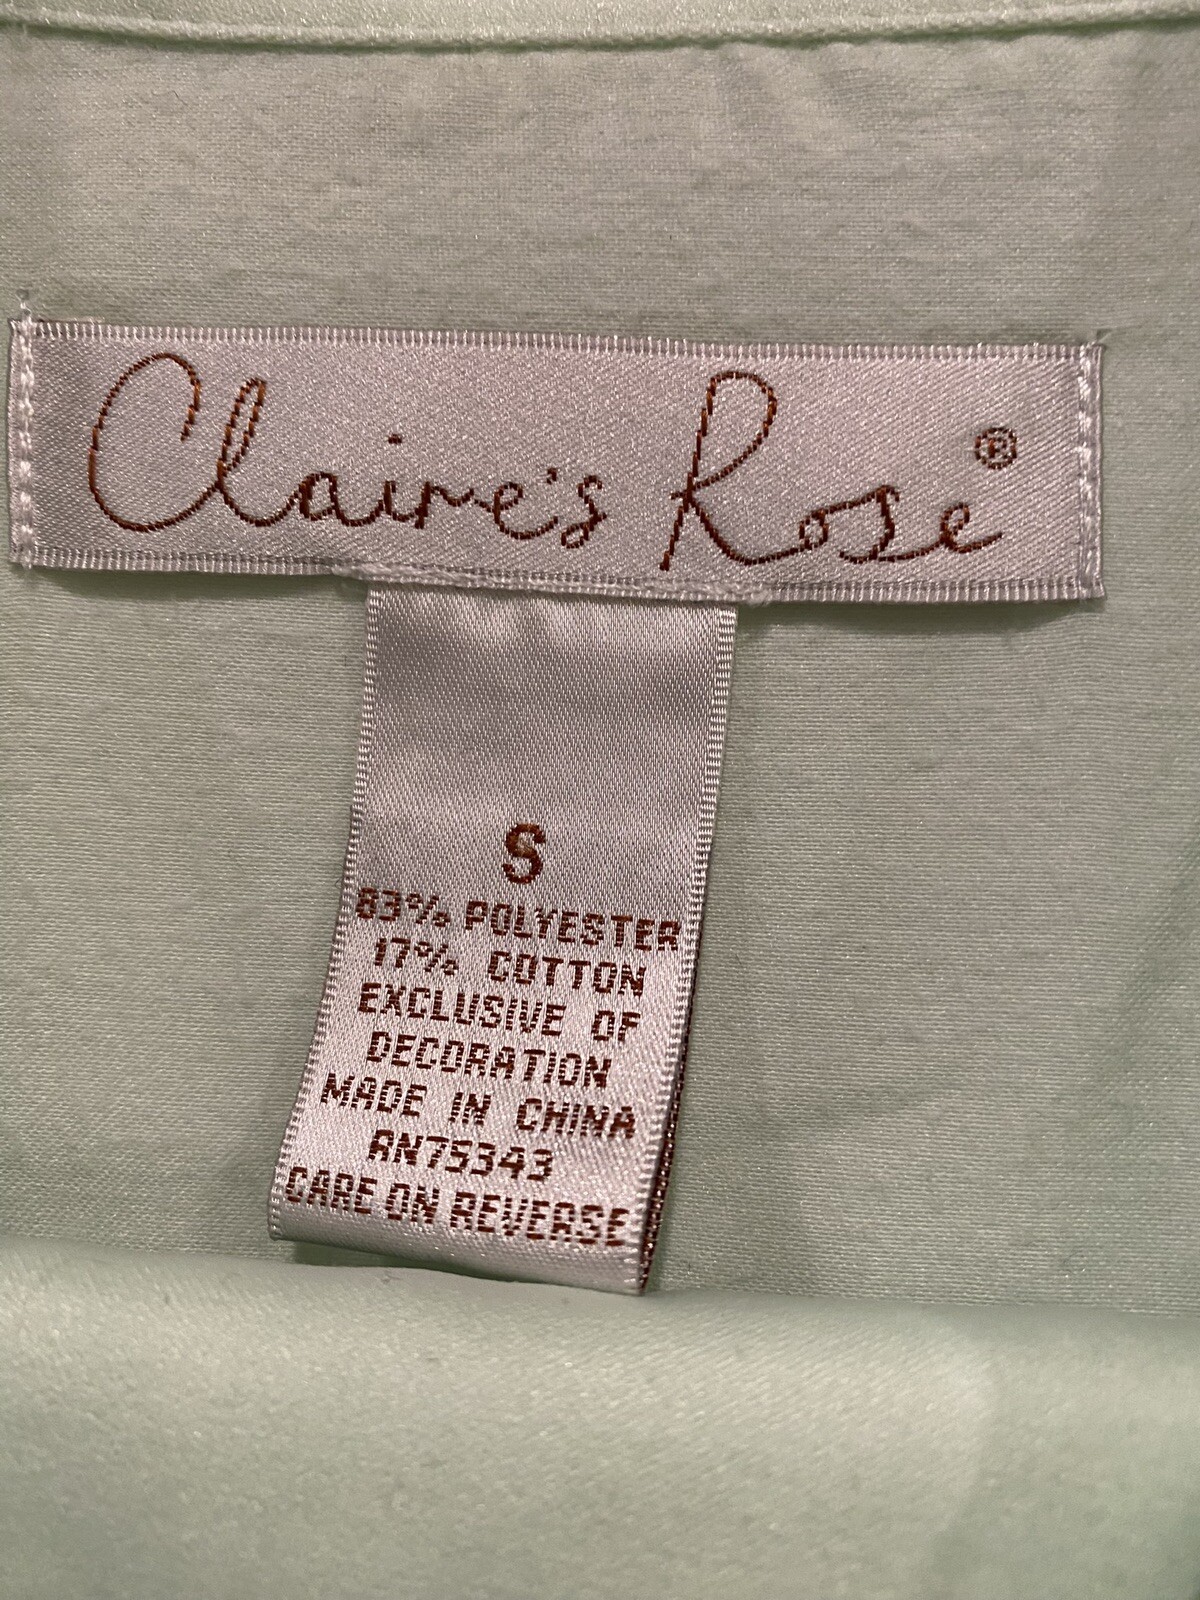 Claire's Rose®
S
83% POLYESTER
17% COTTON
EXCLUSIVE OF
DECORATION
MADE IN CHINA
RN75343
CARE ON REVERSE